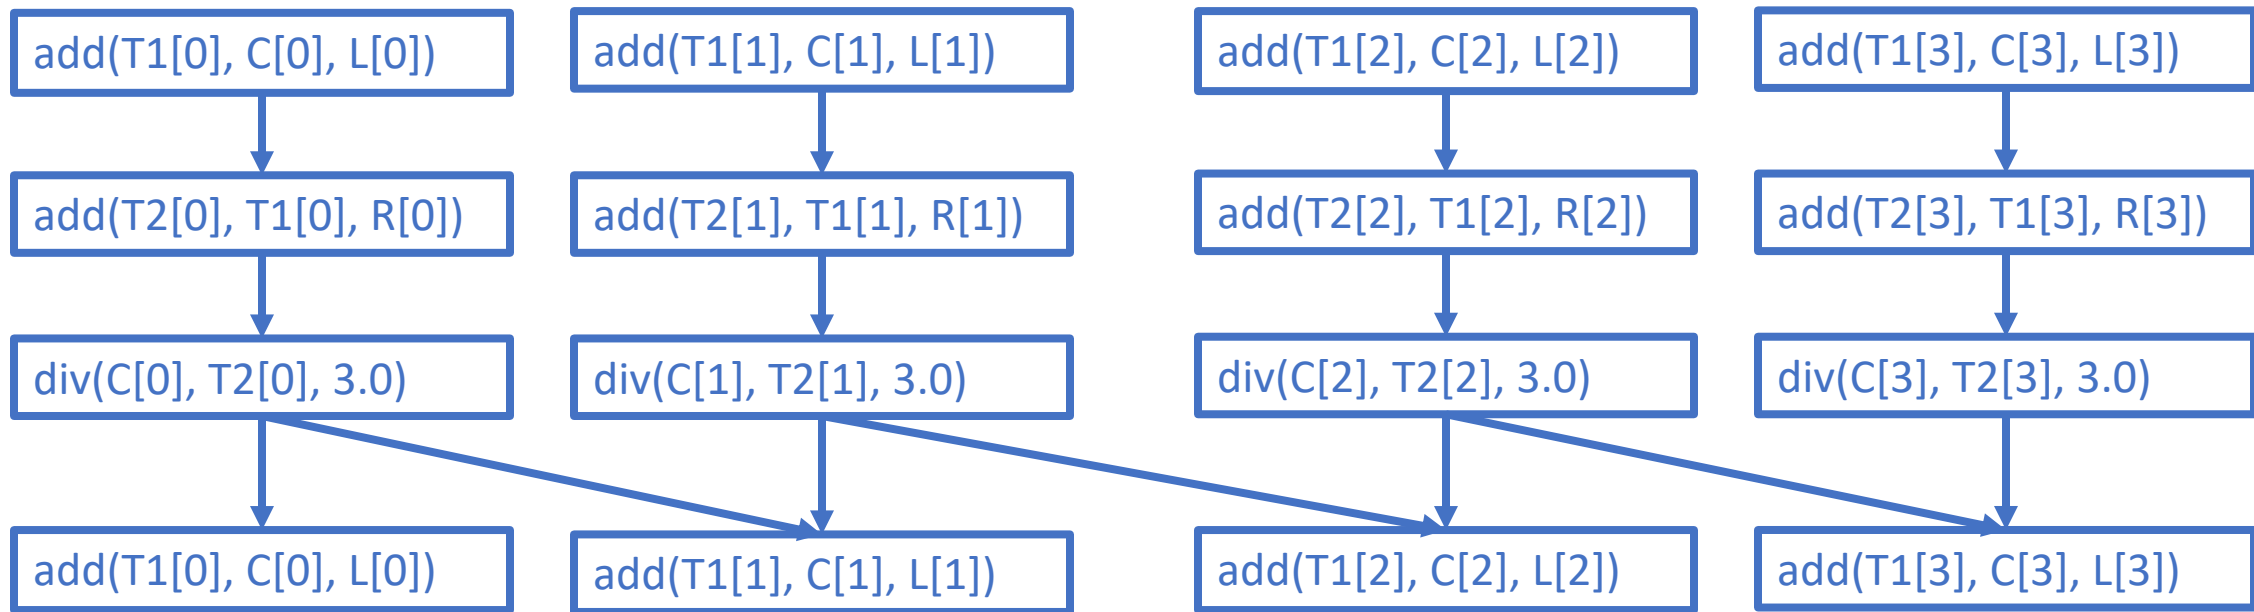 add(T1[0], C[0], L[0])
add(T1[1], C[1], L[1])
add(T1[2], C[2], L[2])
add(T1[3], C[3], L[3])
add(T2[0], T1[0], R[0])
add(T2[1], T1[1], R[1])
add(T2[2], T1[2], R[2])
add(T2[3], T1[3], R[3])
div(C[0], T2[0], 3.0)
div(C[1], T2[1], 3.0)
div(C[2], T2[2], 3.0)
div(C[3], T2[3], 3.0)
add(T1[0], C[0], L[0])
add(T1[1], C[1], L[1])
add(T1[2], C[2], L[2])
add(T1[3], C[3], L[3])